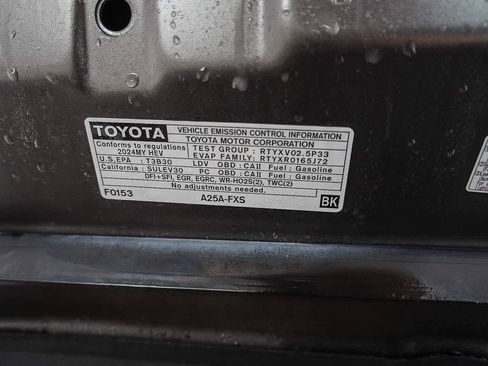 TOYOTA VEHICLE EMISSION CONTROL INFORMATION
TOYOTA MOTOR CORPORATION
Conforms to regulations TEST GROUP : RTYXV02.5P33
2024MY HEV EVAP FAMILY: RTYXR0165J72
U.S.EPA : T3B30 LDV OBD : CAII Fuel : Gasoline
California : SULEV30 PC OBD : CAII Fuel : Gasoline
DFI+SFI, EGR, EGRC, WR-HO2S(2), TWC(2)
No adjustments needed.
F0153 A25A-FXS BK